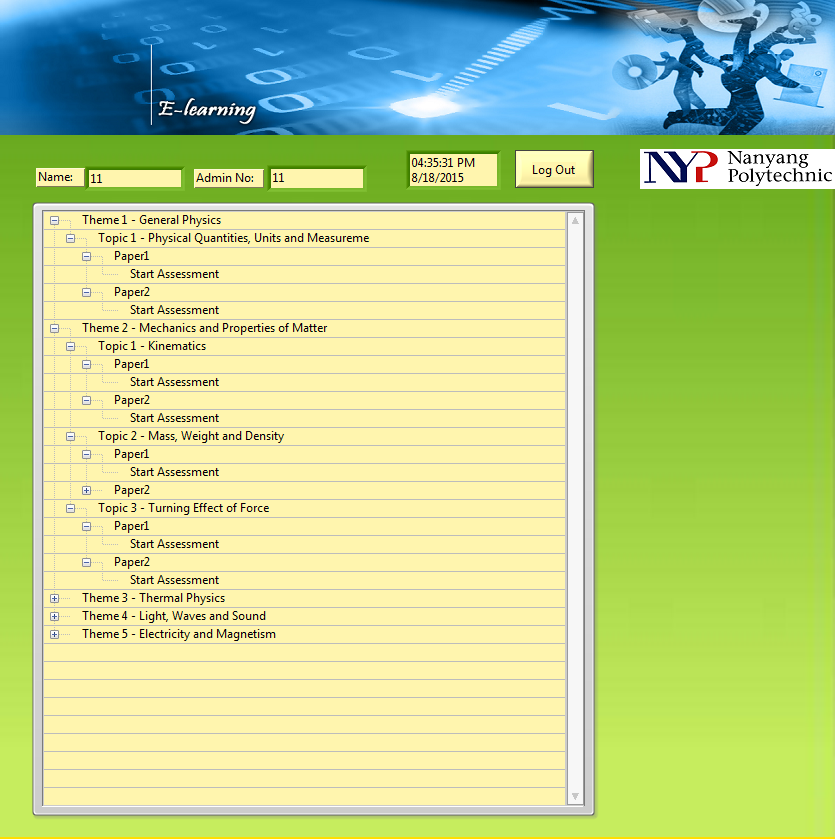 E-learning
Name: 11 Admin No: 11
04:35:31 PM
8/18/2015
Log Out
NYP Nanyang
Polytechnic
Theme 1 - General Physics
Topic 1 - Physical Quantities, Units and Measureme
Paper1
Start Assessment
Paper2
Start Assessment
Theme 2 - Mechanics and Properties of Matter
Topic 1 - Kinematics
Paper1
Start Assessment
Paper2
Start Assessment
Topic 2 - Mass, Weight and Density
Paper1
Start Assessment
Paper2
Topic 3 - Turning Effect of Force
Paper1
Start Assessment
Paper2
Start Assessment
Theme 3 - Thermal Physics
Theme 4 - Light, Waves and Sound
Theme 5 - Electricity and Magnetism